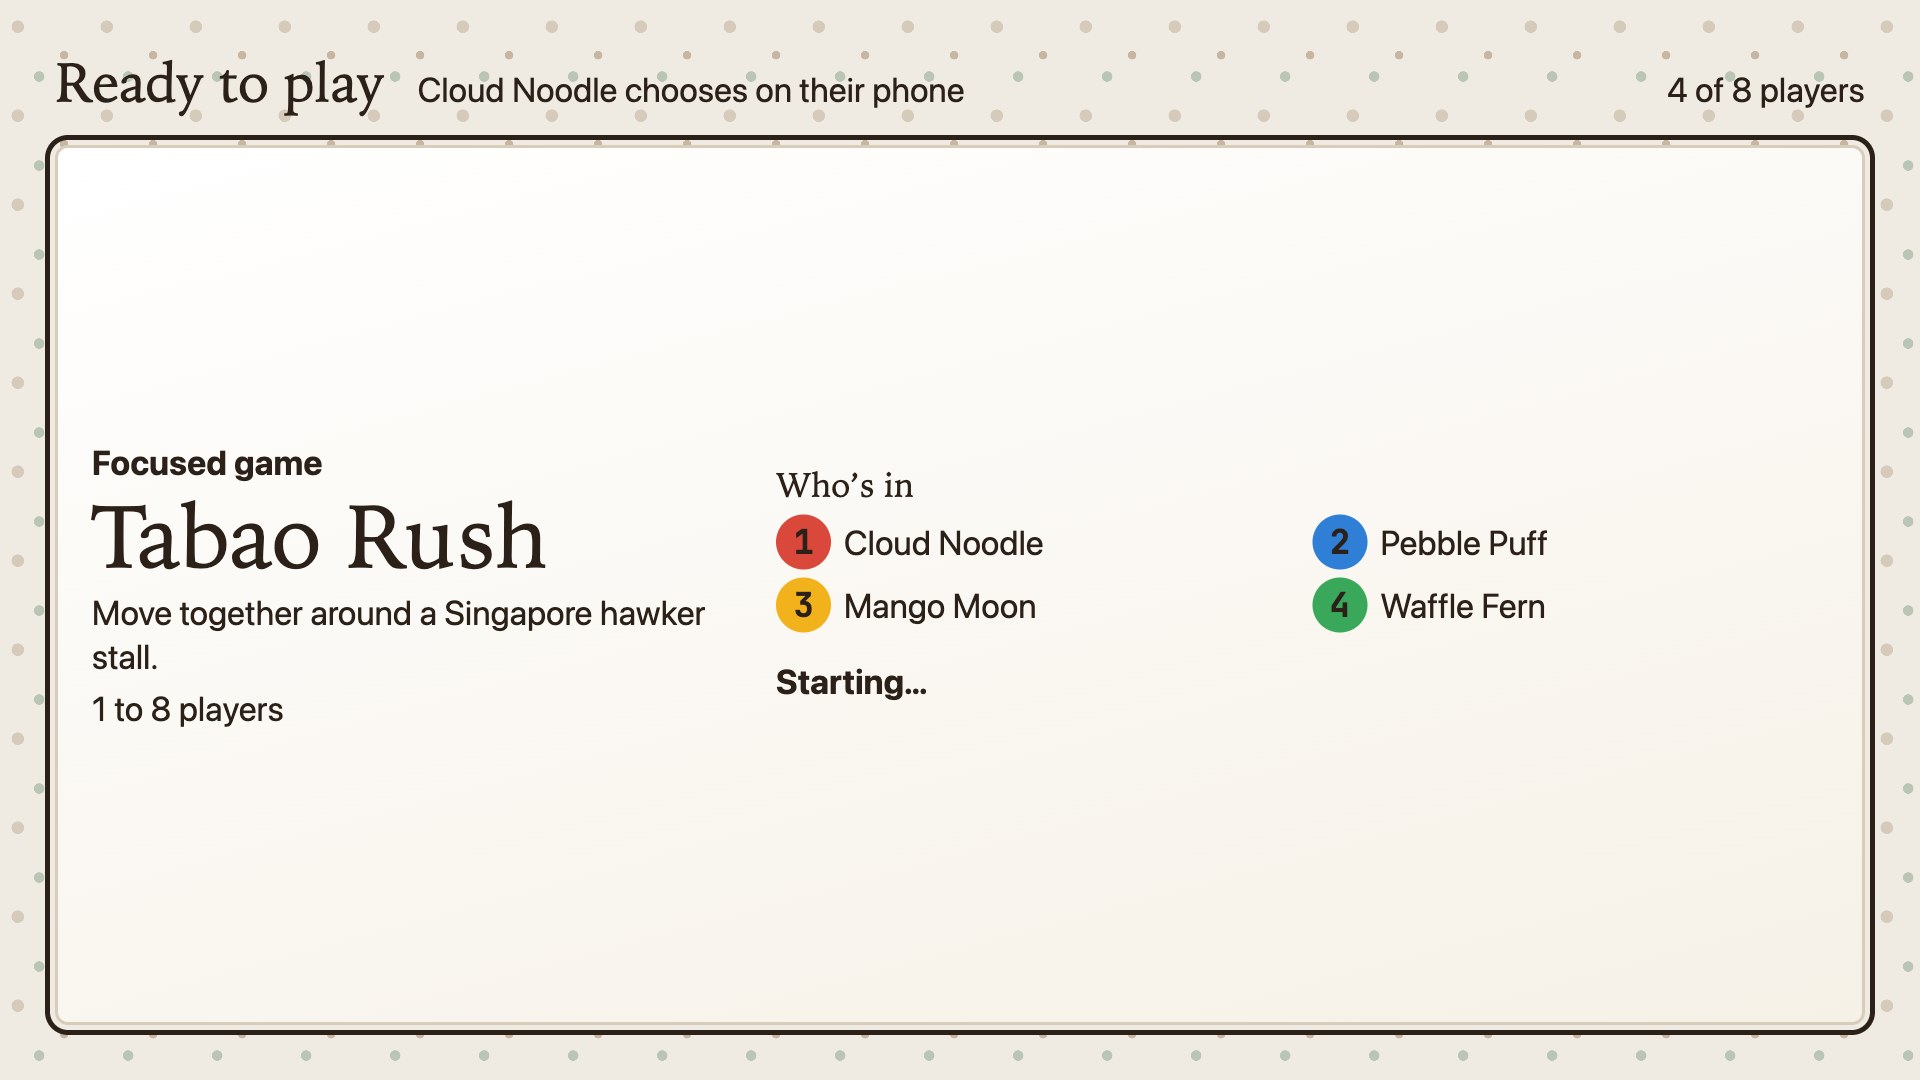 Ready to play
Cloud Noodle chooses on their phone
4 of 8 players
Focused game
Tabao Rush
Move together around a Singapore hawker
stall.
1 to 8 players
Who’s in
1 Cloud Noodle
2 Pebble Puff
3 Mango Moon
4 Waffle Fern
Starting…